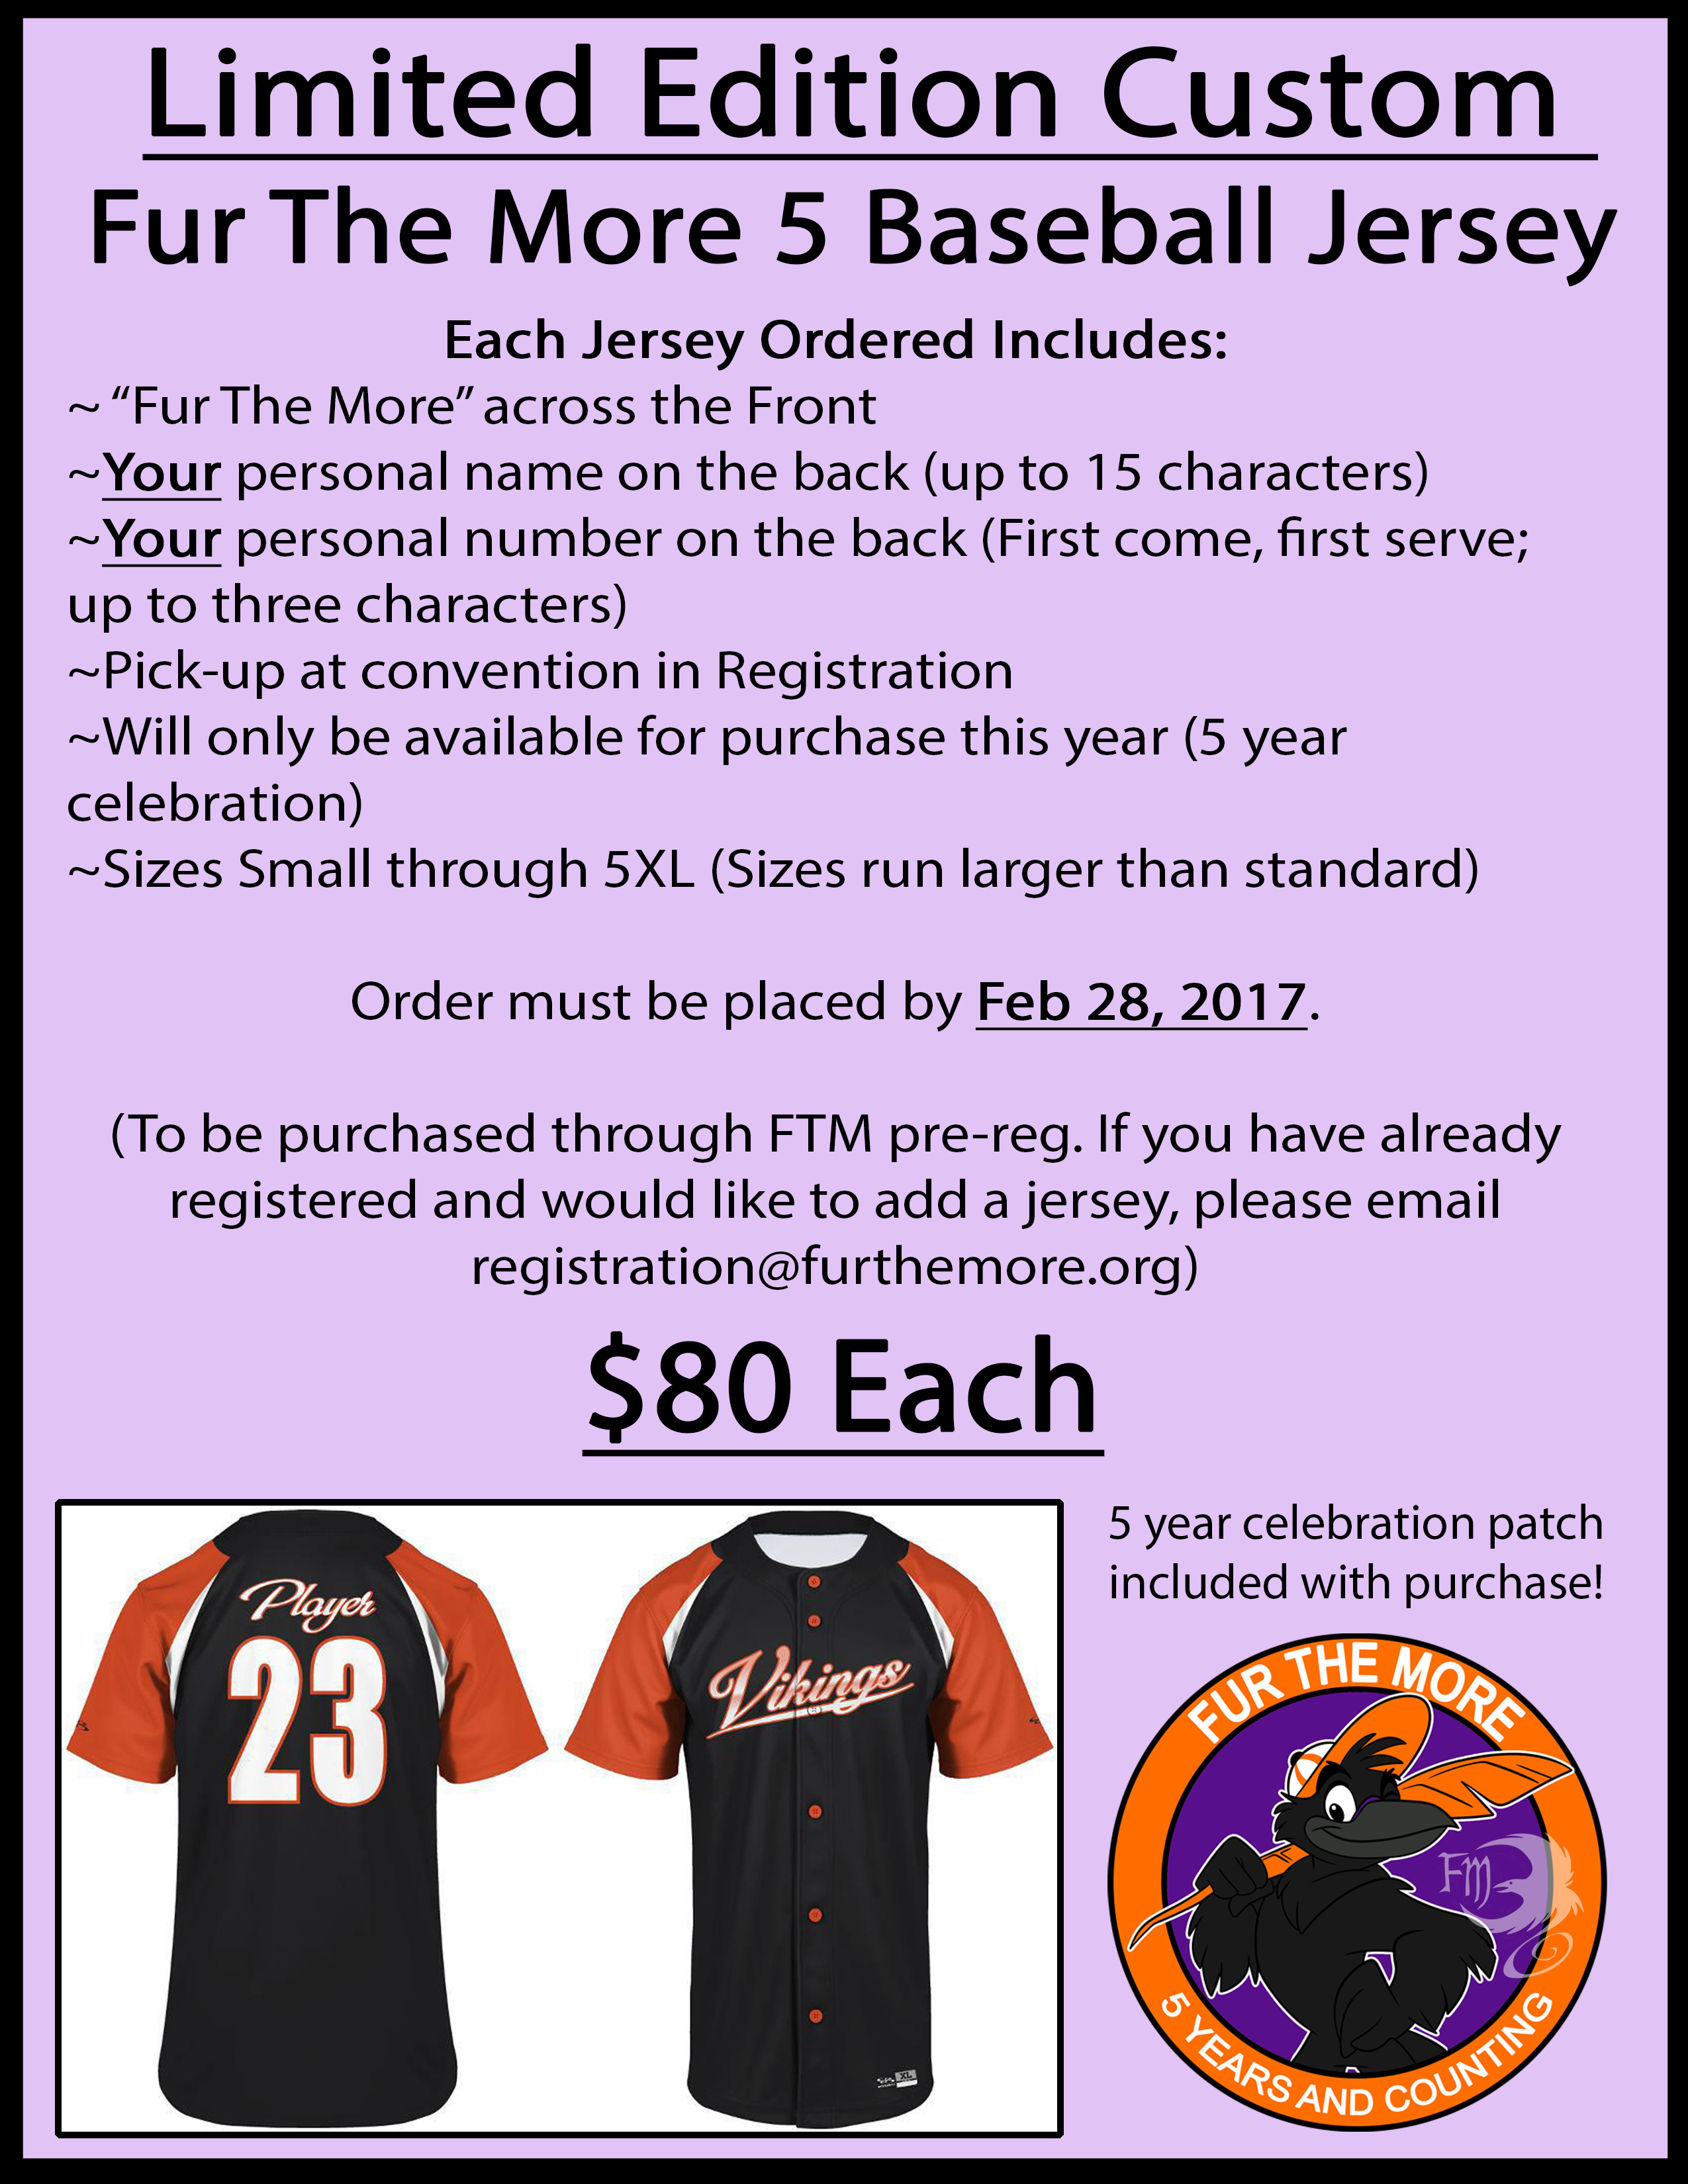 Limited Edition Custom
Fur The More 5 Baseball Jersey
Each Jersey Ordered Includes:
~ “Fur The More” across the Front
~Your personal name on the back (up to 15 characters)
~Your personal number on the back (First come, first serve;
up to three characters)
~Pick-up at convention in Registration
~Will only be available for purchase this year (5 year
celebration)
~Sizes Small through 5XL (Sizes run larger than standard)
Order must be placed by Feb 28, 2017.
(To be purchased through FTM pre-reg. If you have already
registered and would like to add a jersey, please email
registration@furthemore.org)
$80 Each
Player
23
Vikings
XL
5 year celebration patch
included with purchase!
FUR THE MORE
FM
5 YEARS AND COUNTING